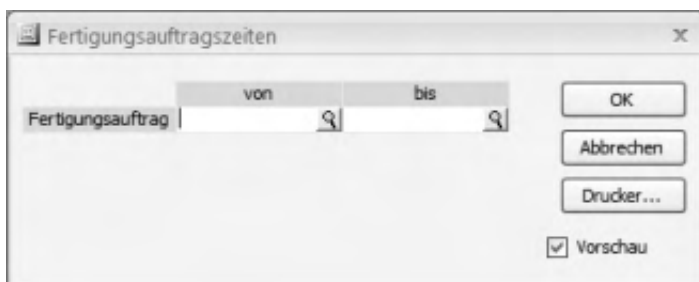 Fertigungsauftragszeiten
von bis
Fertigungsauftrag
OK
Abbrechen
Drucker...
Vorschau